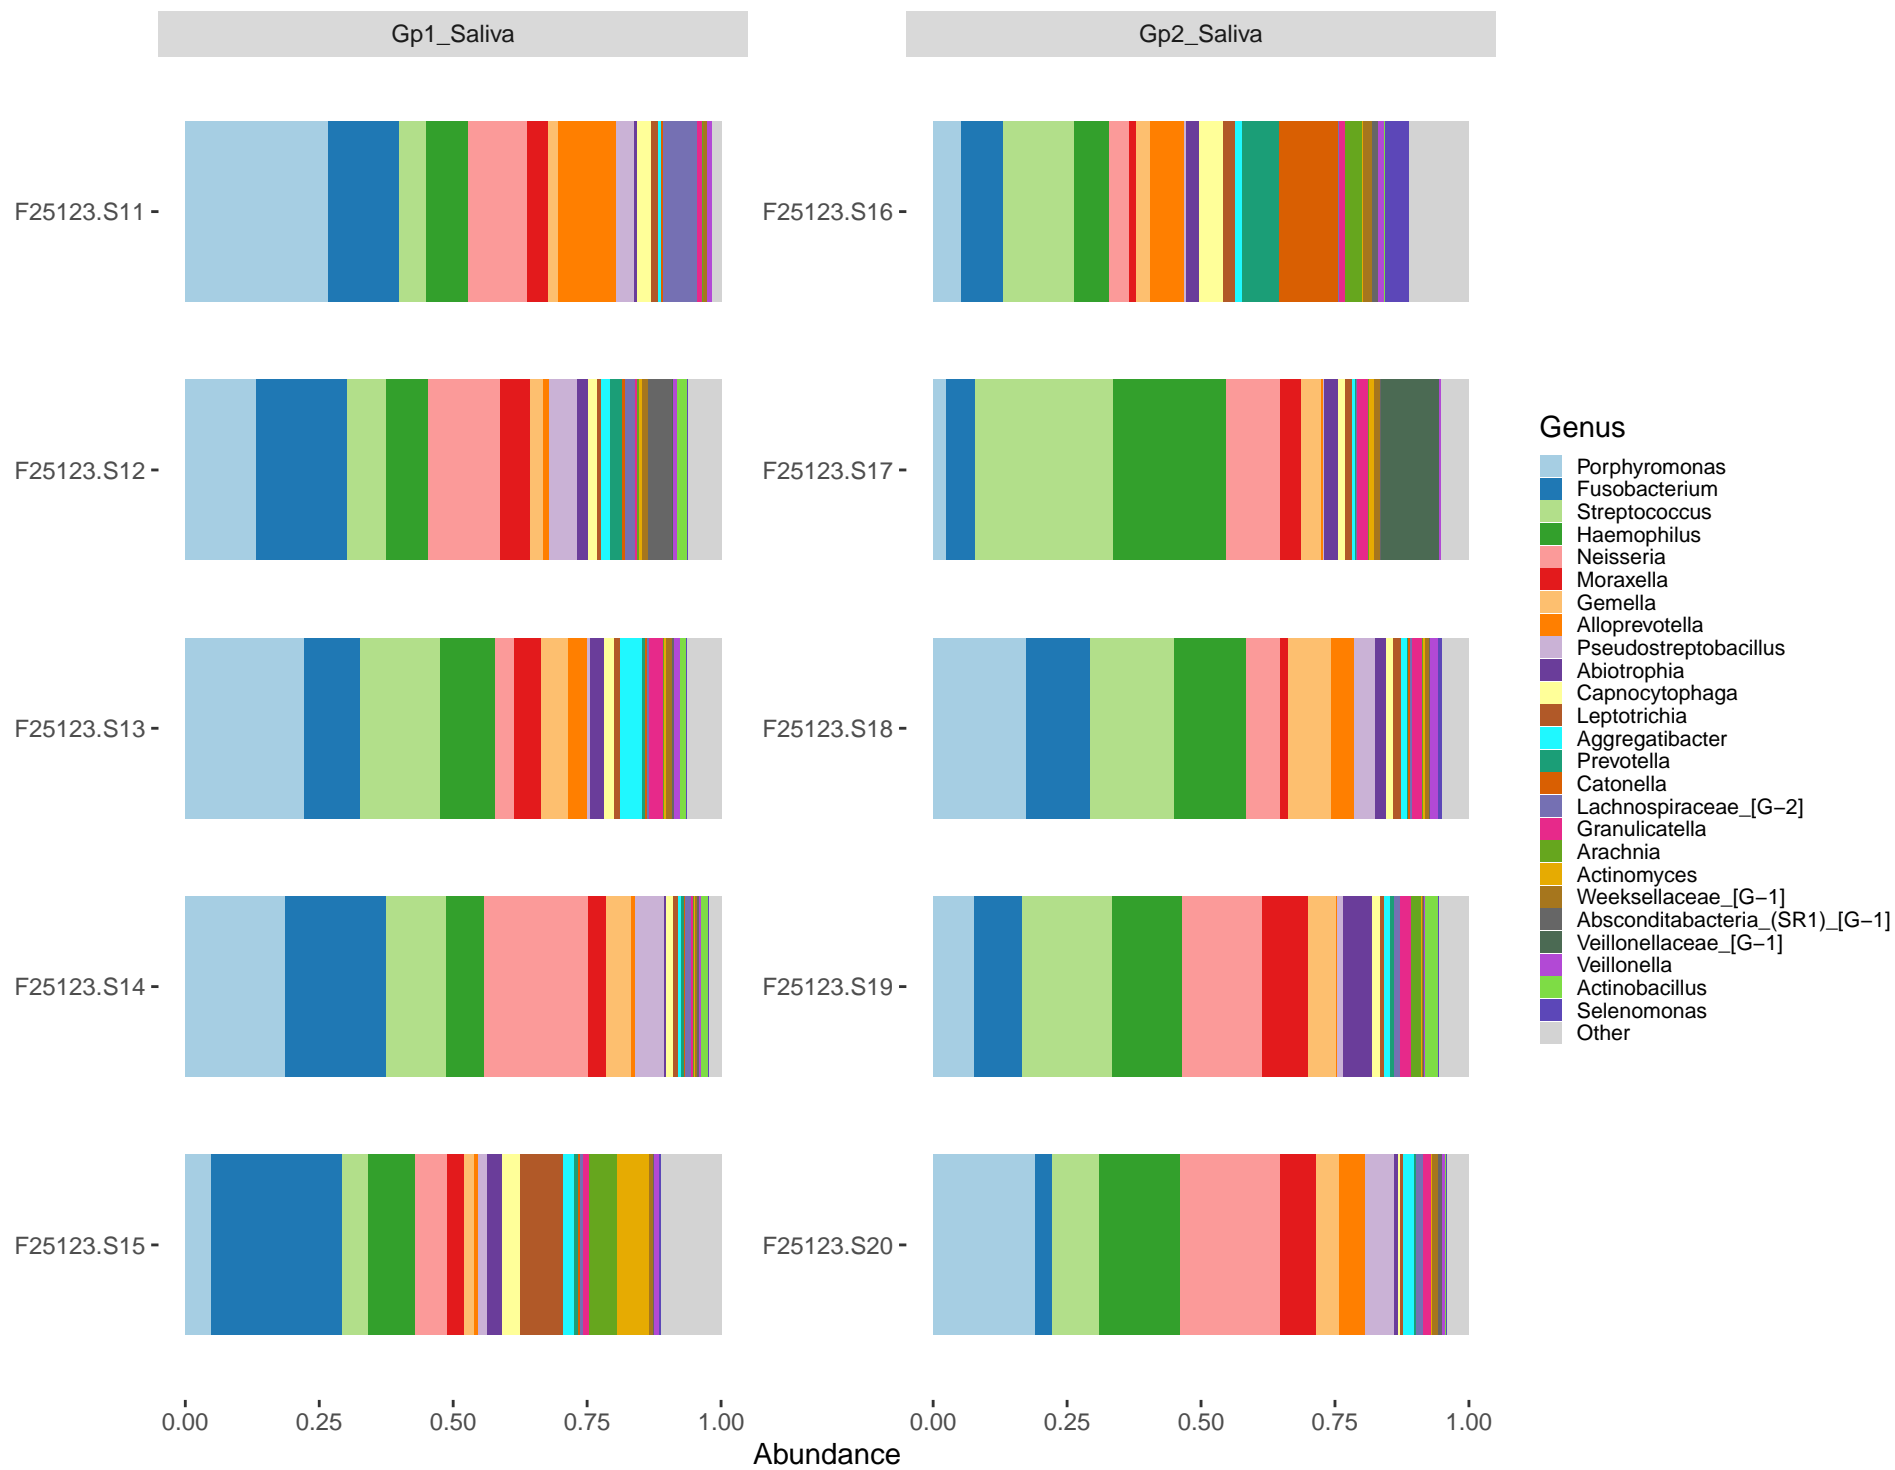 Gp1_Saliva
Gp2_Saliva
F25123.S11
F25123.S12
F25123.S13
F25123.S14
F25123.S15
F25123.S16
F25123.S17
F25123.S18
F25123.S19
F25123.S20
0.00 0.25 0.50 0.75 1.00
0.00 0.25 0.50 0.75 1.00
Abundance
Genus
Porphyromonas
Fusobacterium
Streptococcus
Haemophilus
Neisseria
Moraxella
Gemella
Alloprevotella
Pseudostreptobacillus
Abiotrophia
Capnocytophaga
Leptotrichia
Aggregatibacter
Prevotella
Catonella
Lachnospiraceae_[G−2]
Granulicatella
Arachnia
Actinomyces
Weeksellaceae_[G−1]
Absconditabacteria_(SR1)_[G−1]
Veillonellaceae_[G−1]
Veillonella
Actinobacillus
Selenomonas
Other